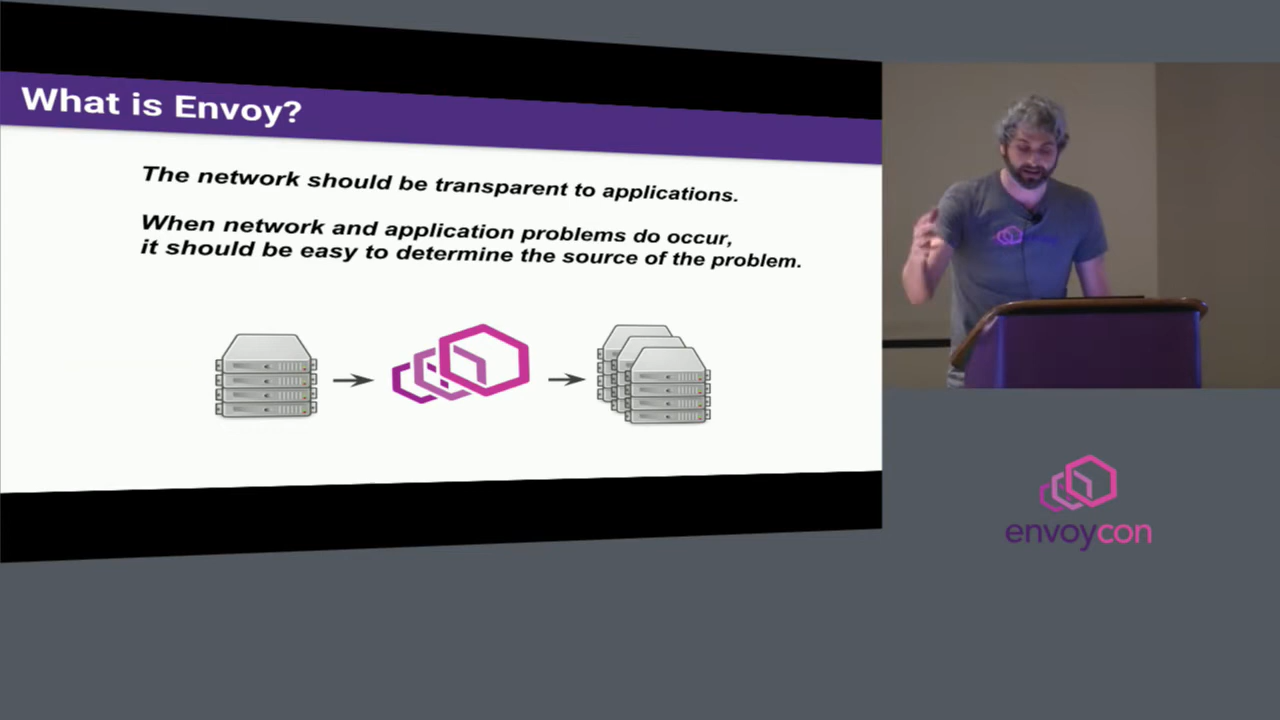 What is Envoy?
The network should be transparent to applications.
When network and application problems do occur,
it should be easy to determine the source of the problem.
envoycon